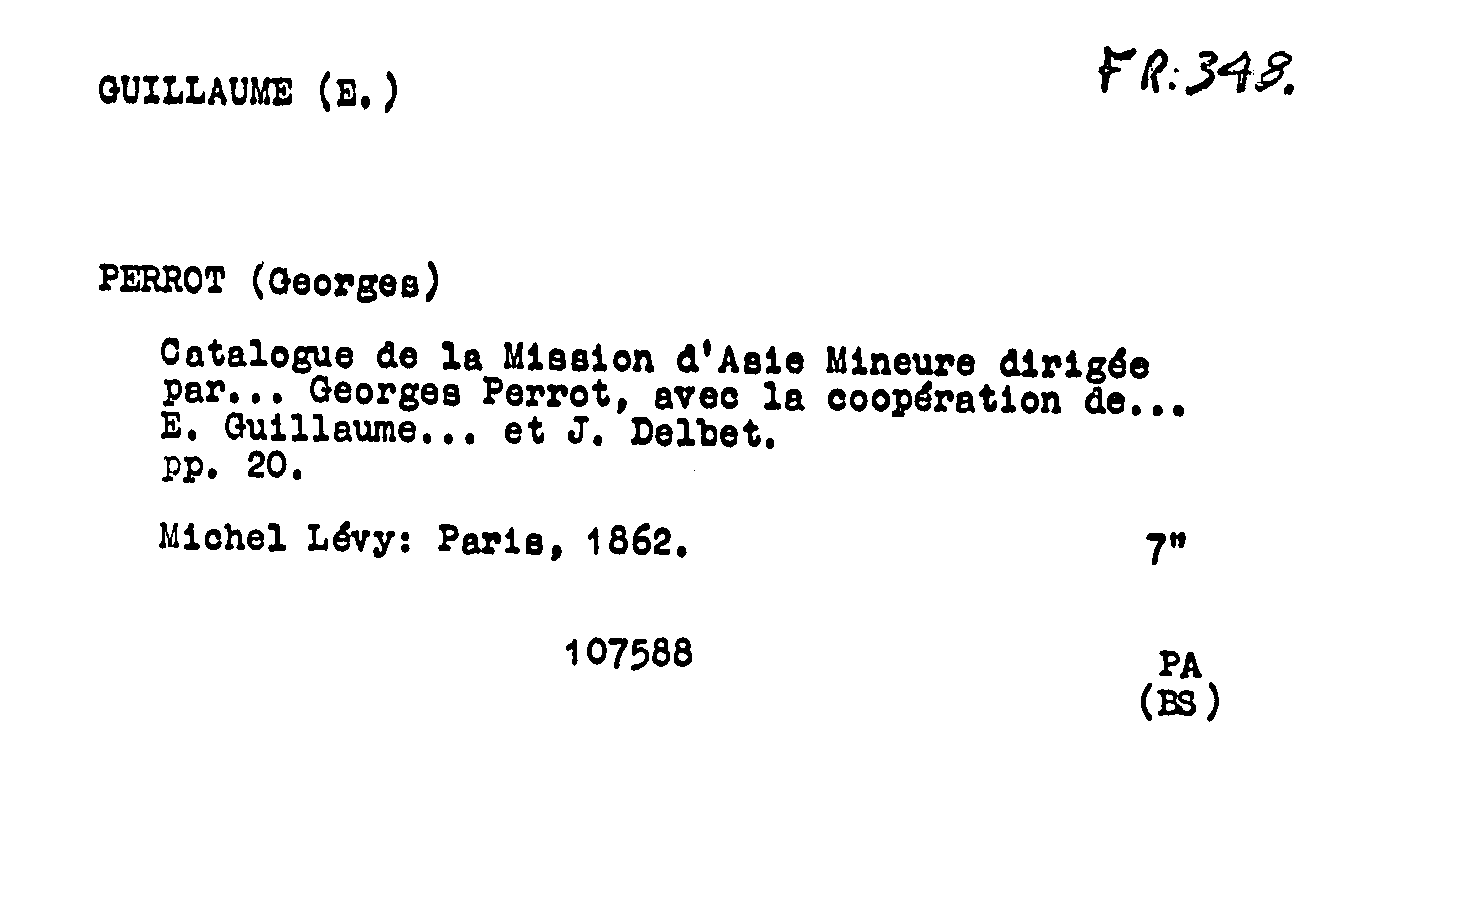 GUILLAUME (E.)
FR:348.
PERROT (Georges)
Catalogue de la Mission d'Asie Mineure dirigée
par... Georges Perrot, avec la coopération de...
E. Guillaume... et J. Delbet.
pp. 20.
Michel Lévy: Paris, 1862.
7"
107588
PA
(BS)